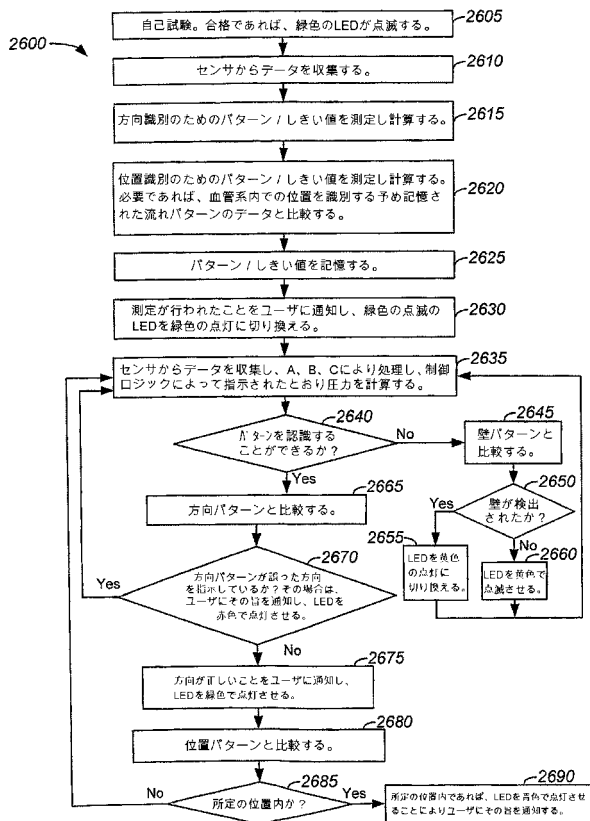 2600
自己試験。合格であれば、緑色のLEDが点滅する。
2605
センサからデータを収集する。
2610
方向識別のためのパターン / しきい値を測定し計算する。
2615
位置識別のためのパターン / しきい値を測定し計算する。
必要であれば、血管系内での位置を識別する予め記憶
された流れパターンのデータと比較する。
2620
パターン / しきい値を記憶する。
2625
測定が行われたことをユーザに通知し、緑色の点滅の
LEDを緑色の点灯に切り換える。
2630
センサからデータを収集し、A、B、Cにより処理し、制御
ロジックによって指示されたとおり圧力を計算する。
2635
パターンを認識する
ことができるか?
2640
No
Yes
壁パターンと
比較する。
2645
壁が検出
されたか?
2650
Yes
No
LEDを黄色
の点灯に
切り換える。
2655
LEDを黄色で
点滅させる。
2660
方向パターンと比較する。
2665
方向パターンが誤った方向
を指示しているか?その場合は、
ユーザにその旨を通知し、LEDを
赤色で点灯させる。
2670
Yes
No
方向が正しいことをユーザに通知し、
LEDを緑色で点灯させる。
2675
位置パターンと比較する。
2680
所定の位置内か?
2685
No
Yes
所定の位置内であれば、LEDを青色で点灯させ
ることによりユーザにその旨を通知する。
2690